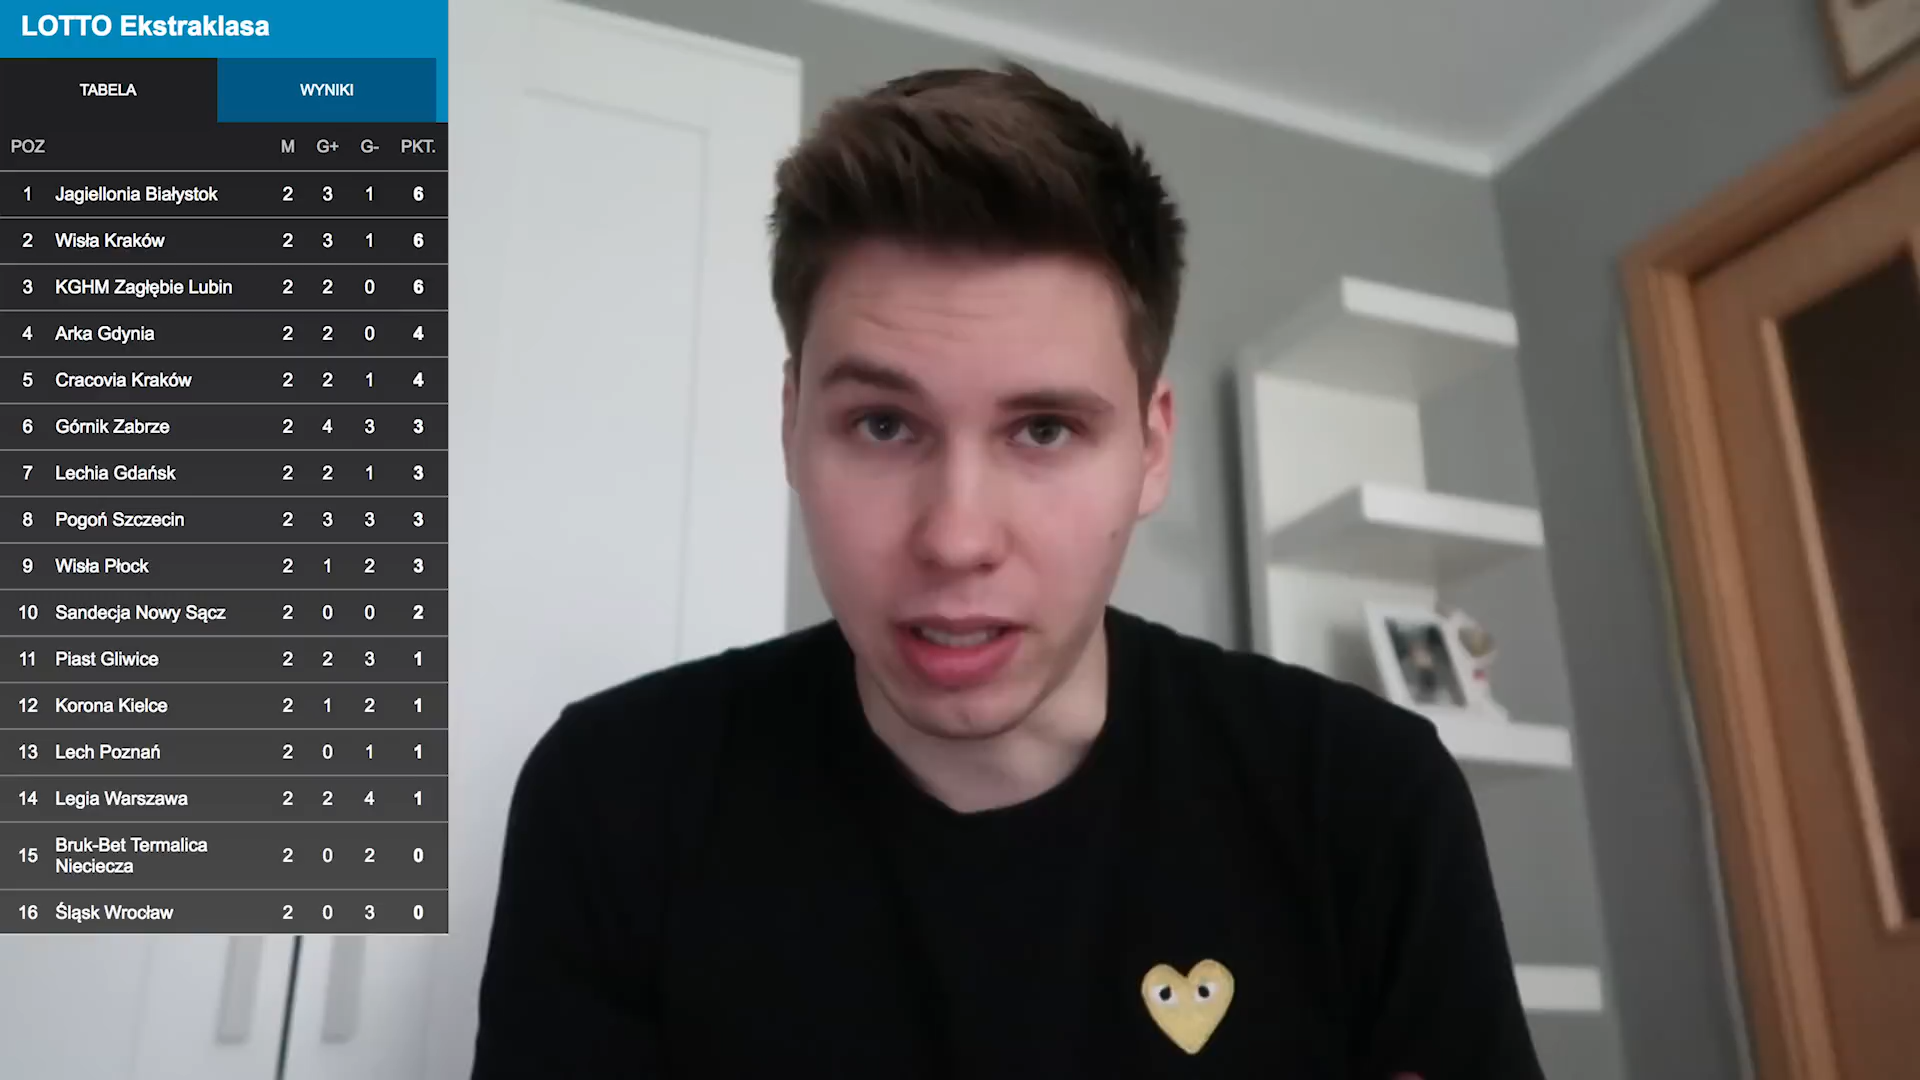 LOTTO Ekstraklasa
TABELA WYNIKI
POZ M G+ G- PKT.
1 Jagiellonia Białystok 2 3 1 6
2 Wisła Kraków 2 3 1 6
3 KGHM Zagłębie Lubin 2 2 0 6
4 Arka Gdynia 2 2 0 4
5 Cracovia Kraków 2 2 1 4
6 Górnik Zabrze 2 4 3 3
7 Lechia Gdańsk 2 2 1 3
8 Pogoń Szczecin 2 3 3 3
9 Wisła Płock 2 1 2 3
10 Sandecja Nowy Sącz 2 0 0 2
11 Piast Gliwice 2 2 3 1
12 Korona Kielce 2 1 2 1
13 Lech Poznań 2 0 1 1
14 Legia Warszawa 2 2 4 1
15 Bruk-Bet Termalica
Nieciecza 2 0 2 0
16 Śląsk Wrocław 2 0 3 0